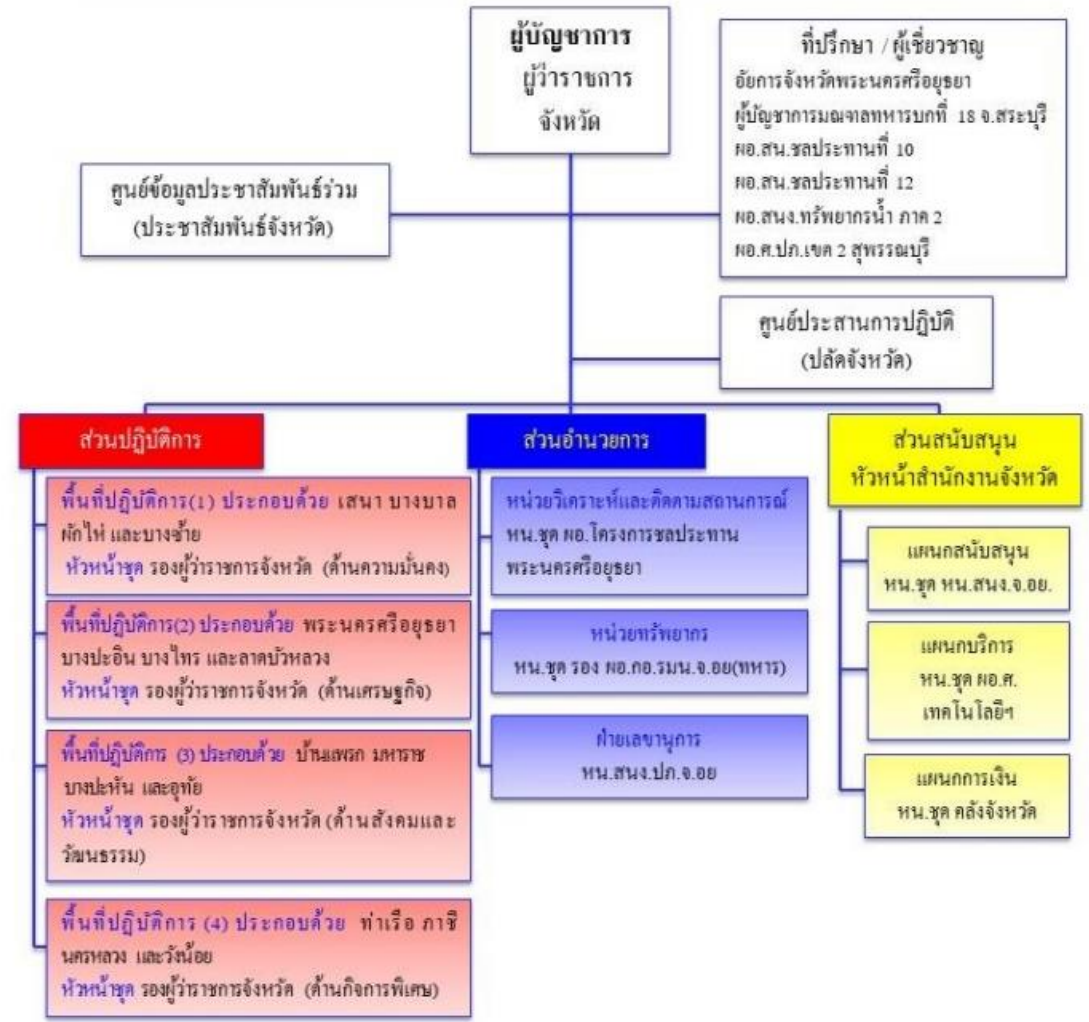 ผู้บัญชาการ
ผู้ว่าราชการ
จังหวัด
ที่ปรึกษา / ผู้เชี่ยวชาญ
อัยการจังหวัดพระนครศรีอยุธยา
ผู้บัญชาการมณฑลทหารบกที่ 18 จ.สระบุรี
ผอ.สน.ชลประทานที่ 10
ผอ.สน.ชลประทานที่ 12
ผอ.สนง.ทรัพยากรน้ำ ภาค 2
ผอ.ศ.ปภ.เขต 2 สุพรรณบุรี
ศูนย์ข้อมูลประชาสัมพันธ์ร่วม
(ประชาสัมพันธ์จังหวัด)
ศูนย์ประสานการปฏิบัติ
(ปลัดจังหวัด)
ส่วนปฏิบัติการ
พื้นที่ปฏิบัติการ(1) ประกอบด้วย เสนา บางบาล
ผักไห่ และบางซ้าย
หัวหน้าชุด รองผู้ว่าราชการจังหวัด (ด้านความมั่นคง)
พื้นที่ปฏิบัติการ(2) ประกอบด้วย พระนครศรีอยุธยา
บางปะอิน บางไทร และลาดบัวหลวง
หัวหน้าชุด รองผู้ว่าราชการจังหวัด (ด้านเศรษฐกิจ)
พื้นที่ปฏิบัติการ (3) ประกอบด้วย บ้านแพรก มหาราช
บางปะหัน และอุทัย
หัวหน้าชุด รองผู้ว่าราชการจังหวัด (ด้านสังคมและ
วัฒนธรรม)
พื้นที่ปฏิบัติการ (4) ประกอบด้วย ท่าเรือ ภาชี
นครหลวง และวังน้อย
หัวหน้าชุด รองผู้ว่าราชการจังหวัด (ด้านกิจการพิเศษ)
ส่วนอำนวยการ
หน่วยวิเคราะห์และติดตามสถานการณ์
หน.ชุด ผอ.โครงการชลประทาน
พระนครศรีอยุธยา
หน่วยทรัพยากร
หน.ชุด รอง ผอ.กอ.รมน.จ.อย(ทหาร)
ฝ่ายเลขานุการ
หน.สนง.ปภ.จ.อย
ส่วนสนับสนุน
หัวหน้าสำนักงานจังหวัด
แผนกสนับสนุน
หน.ชุด หน.สนง.จ.อย.
แผนกบริการ
หน.ชุด ผอ.ศ.
เทคโนโลยีฯ
แผนกการเงิน
หน.ชุด คลังจังหวัด